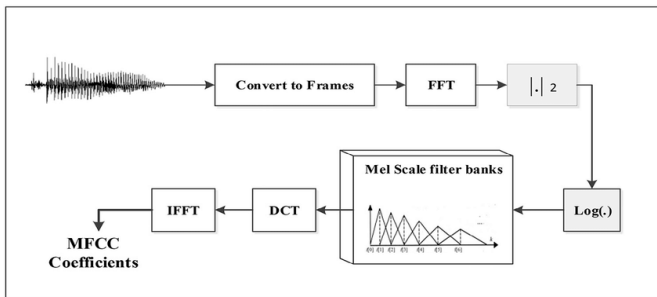 Convert to Frames
FFT
|.| 2
Log(.)
Mel Scale filter banks
DCT
IFFT
MFCC
Coefficients